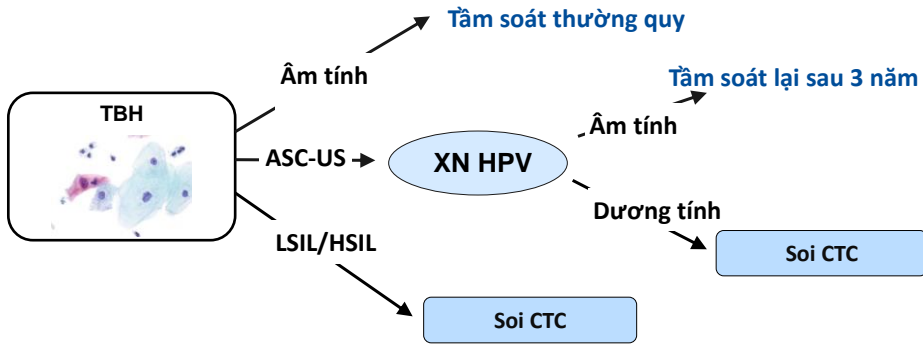 Tầm soát thường quy
Âm tính
Tầm soát lại sau 3 năm
TBH
Âm tính
ASC-US
XN HPV
Dương tính
LSIL/HSIL
Soi CTC
Soi CTC